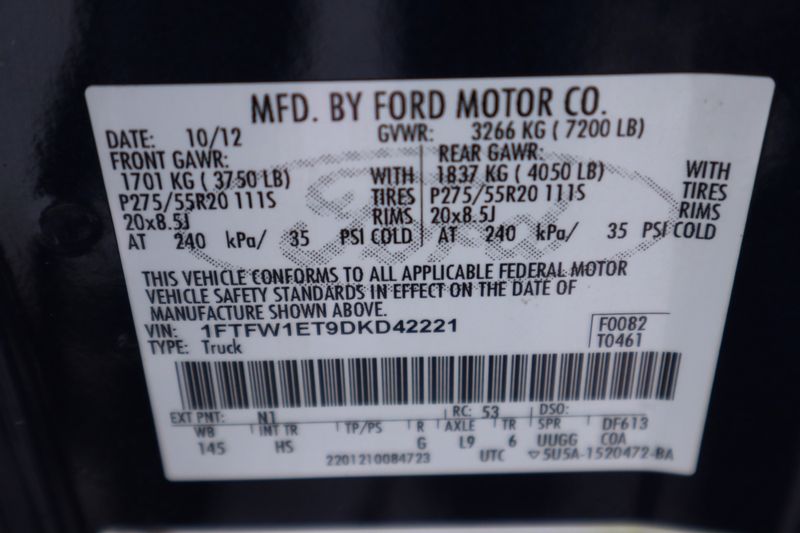 MFD. BY FORD MOTOR CO.
DATE: 10/12 GVWR: 3266 KG ( 7200 LB)
FRONT GAWR: REAR GAWR:
1701 KG ( 3750 LB) WITH 1837 KG ( 4050 LB) WITH
P275/55R20 111S TIRES P275/55R20 111S TIRES
20x8.5J RIMS 20x8.5J RIMS
AT 240 kPa/ 35 PSI COLD AT 240 kPa/ 35 PSI COLD
Ford
THIS VEHICLE CONFORMS TO ALL APPLICABLE FEDERAL MOTOR
VEHICLE SAFETY STANDARDS IN EFFECT ON THE DATE OF
MANUFACTURE SHOWN ABOVE.
VIN: 1FTFW1ET9DKD42221 F0082
TYPE: Truck T0461
EXT PNT: N1 RC: 53 DSO:
WB INT TR TP/PS R AXLE TR SPR DF613
145 HS G L9 6 UUGG COA
2201210084723 UTC ▽5U5A-1520472-BA